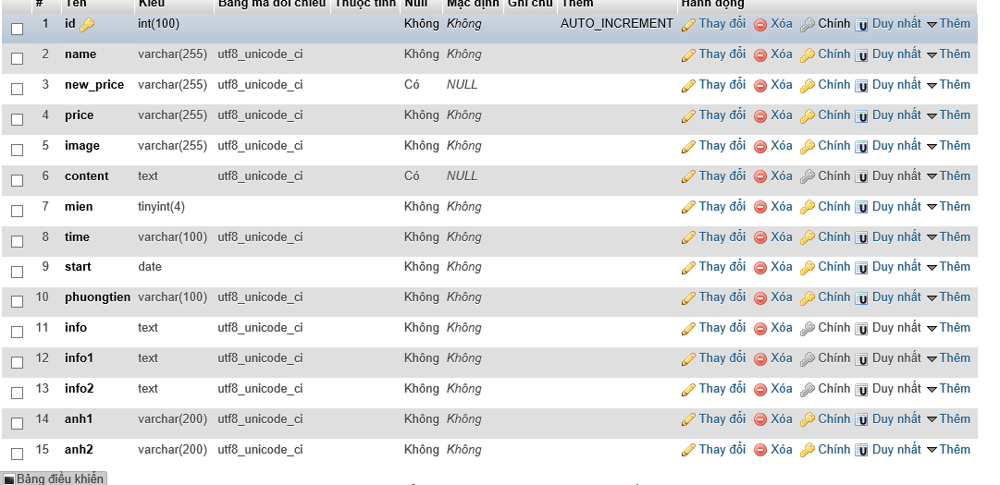 # Tên Kiểu Bảng mã đối chiếu Thuộc tính Null Mặc định Ghi chú Thêm Hành động
1 id int(100) Không Không AUTO_INCREMENT Thay đổi Xóa Chính Duy nhất Thêm
2 name varchar(255) utf8_unicode_ci Không Không Thay đổi Xóa Chính Duy nhất Thêm
3 new_price varchar(255) utf8_unicode_ci Có NULL Thay đổi Xóa Chính Duy nhất Thêm
4 price varchar(255) utf8_unicode_ci Không Không Thay đổi Xóa Chính Duy nhất Thêm
5 image varchar(255) utf8_unicode_ci Không Không Thay đổi Xóa Chính Duy nhất Thêm
6 content text utf8_unicode_ci Có NULL Thay đổi Xóa Chính Duy nhất Thêm
7 mien tinyint(4) Không Không Thay đổi Xóa Chính Duy nhất Thêm
8 time varchar(100) utf8_unicode_ci Không Không Thay đổi Xóa Chính Duy nhất Thêm
9 start date Không Không Thay đổi Xóa Chính Duy nhất Thêm
10 phuongtien varchar(100) utf8_unicode_ci Không Không Thay đổi Xóa Chính Duy nhất Thêm
11 info text utf8_unicode_ci Không Không Thay đổi Xóa Chính Duy nhất Thêm
12 info1 text utf8_unicode_ci Không Không Thay đổi Xóa Chính Duy nhất Thêm
13 info2 text utf8_unicode_ci Không Không Thay đổi Xóa Chính Duy nhất Thêm
14 anh1 varchar(200) utf8_unicode_ci Không Không Thay đổi Xóa Chính Duy nhất Thêm
15 anh2 varchar(200) utf8_unicode_ci Không Không Thay đổi Xóa Chính Duy nhất Thêm
Bảng điều khiển